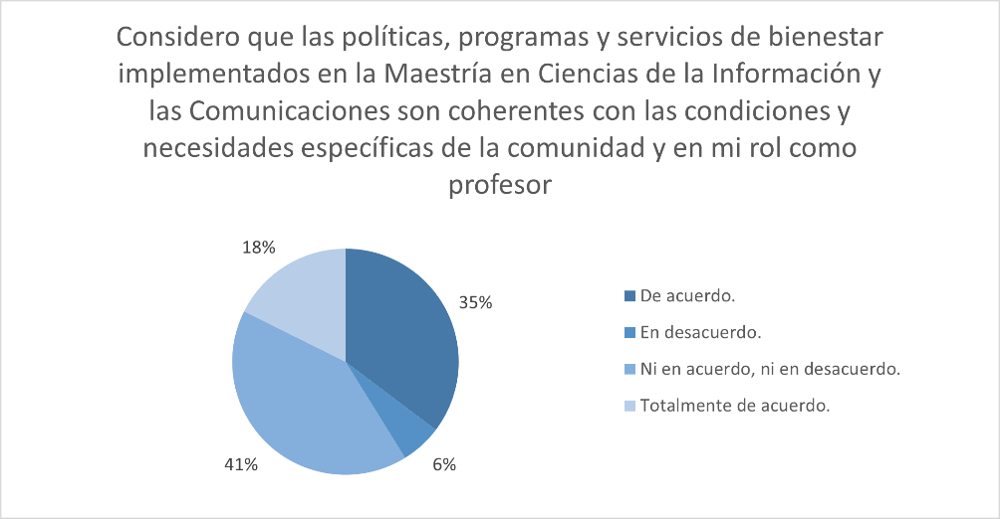 Considero que las políticas, programas y servicios de bienestar
implementados en la Maestría en Ciencias de la Información y
las Comunicaciones son coherentes con las condiciones y
necesidades específicas de la comunidad y en mi rol como
profesor
18%
35%
41%
6%
De acuerdo.
En desacuerdo.
Ni en acuerdo, ni en desacuerdo.
Totalmente de acuerdo.